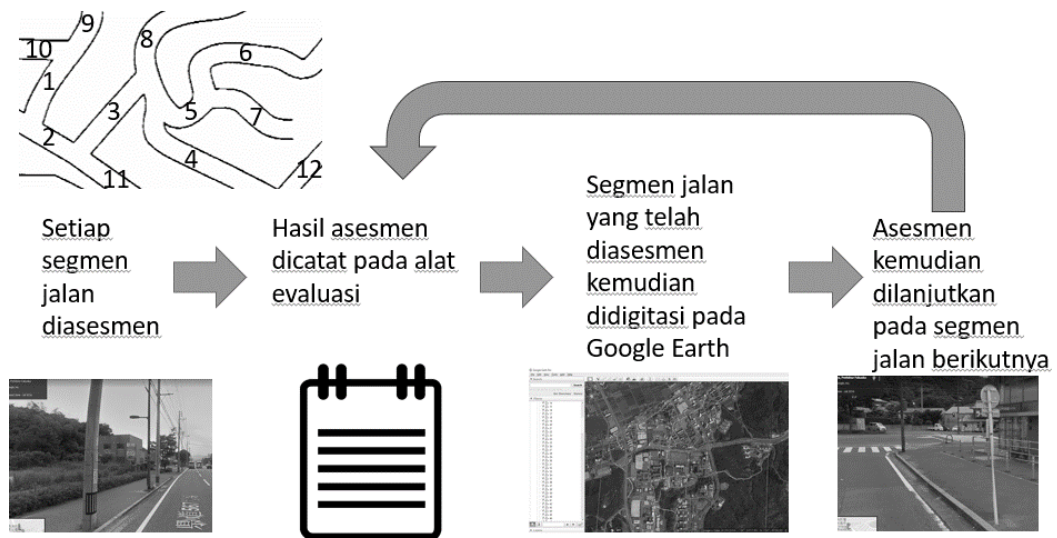 9
10
8
6
1
3
5
7
2
4
11
12
Setiap
segmen
jalan
diasesmen
Hasil asesmen
dicatat pada alat
evaluasi
Segmen jalan
yang telah
diasesmen
kemudian
didigitasi pada
Google Earth
Asesmen
kemudian
dilanjutkan
pada segmen
jalan berikutnya